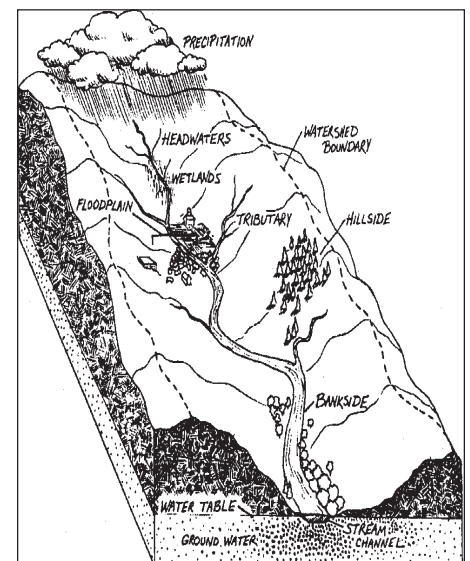 PRECIPITATION
HEADWATERS
WATERSHED
BOUNDARY
WETLANDS
FLOODPLAIN
TRIBUTARY
HILLSIDE
BANKSIDE
WATER TABLE
STREAM
CHANNEL
GROUND WATER